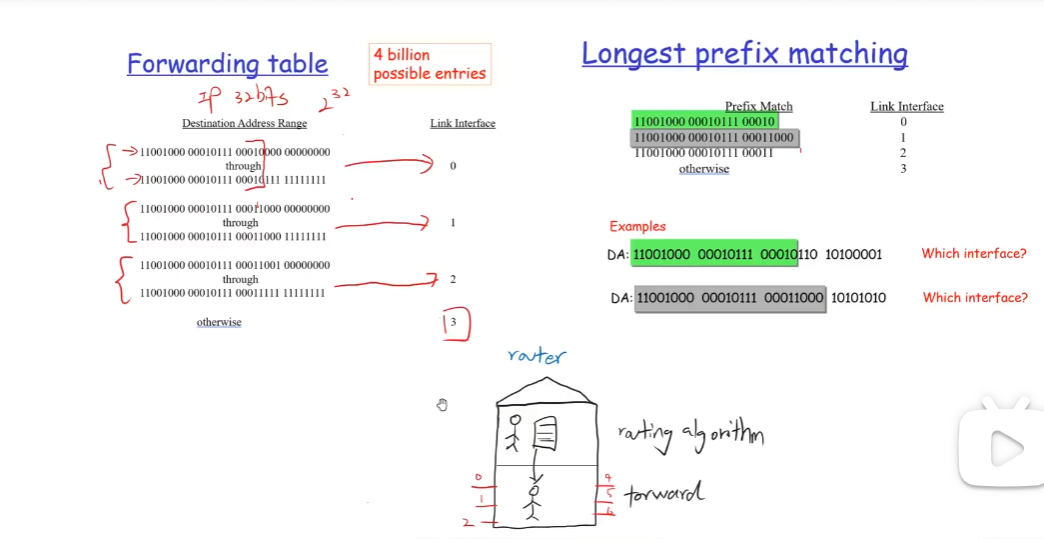 Forwarding table
4 billion
possible entries
IP 32bits 2^32
Destination Address Range
Link Interface
11001000 00010111 00010000 00000000
through
0
11001000 00010111 00010111 11111111
11001000 00010111 00011000 00000000
through
1
11001000 00010111 00011000 11111111
11001000 00010111 00011001 00000000
through
2
11001000 00010111 00011111 11111111
otherwise
3
Longest prefix matching
Prefix Match
Link Interface
11001000 00010111 00010
0
11001000 00010111 00011000
1
11001000 00010111 00011
2
otherwise
3
Examples
DA: 11001000 00010111 00010110 10100001
Which interface?
DA: 11001000 00010111 00011000 10101010
Which interface?
router
routing algorithm
forward
0
1
2
4
5
6